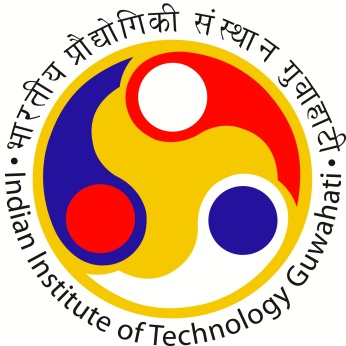 • भारतीय प्रौद्योगिकी संस्थान गुवाहाटी •
Indian Institute of Technology Guwahati